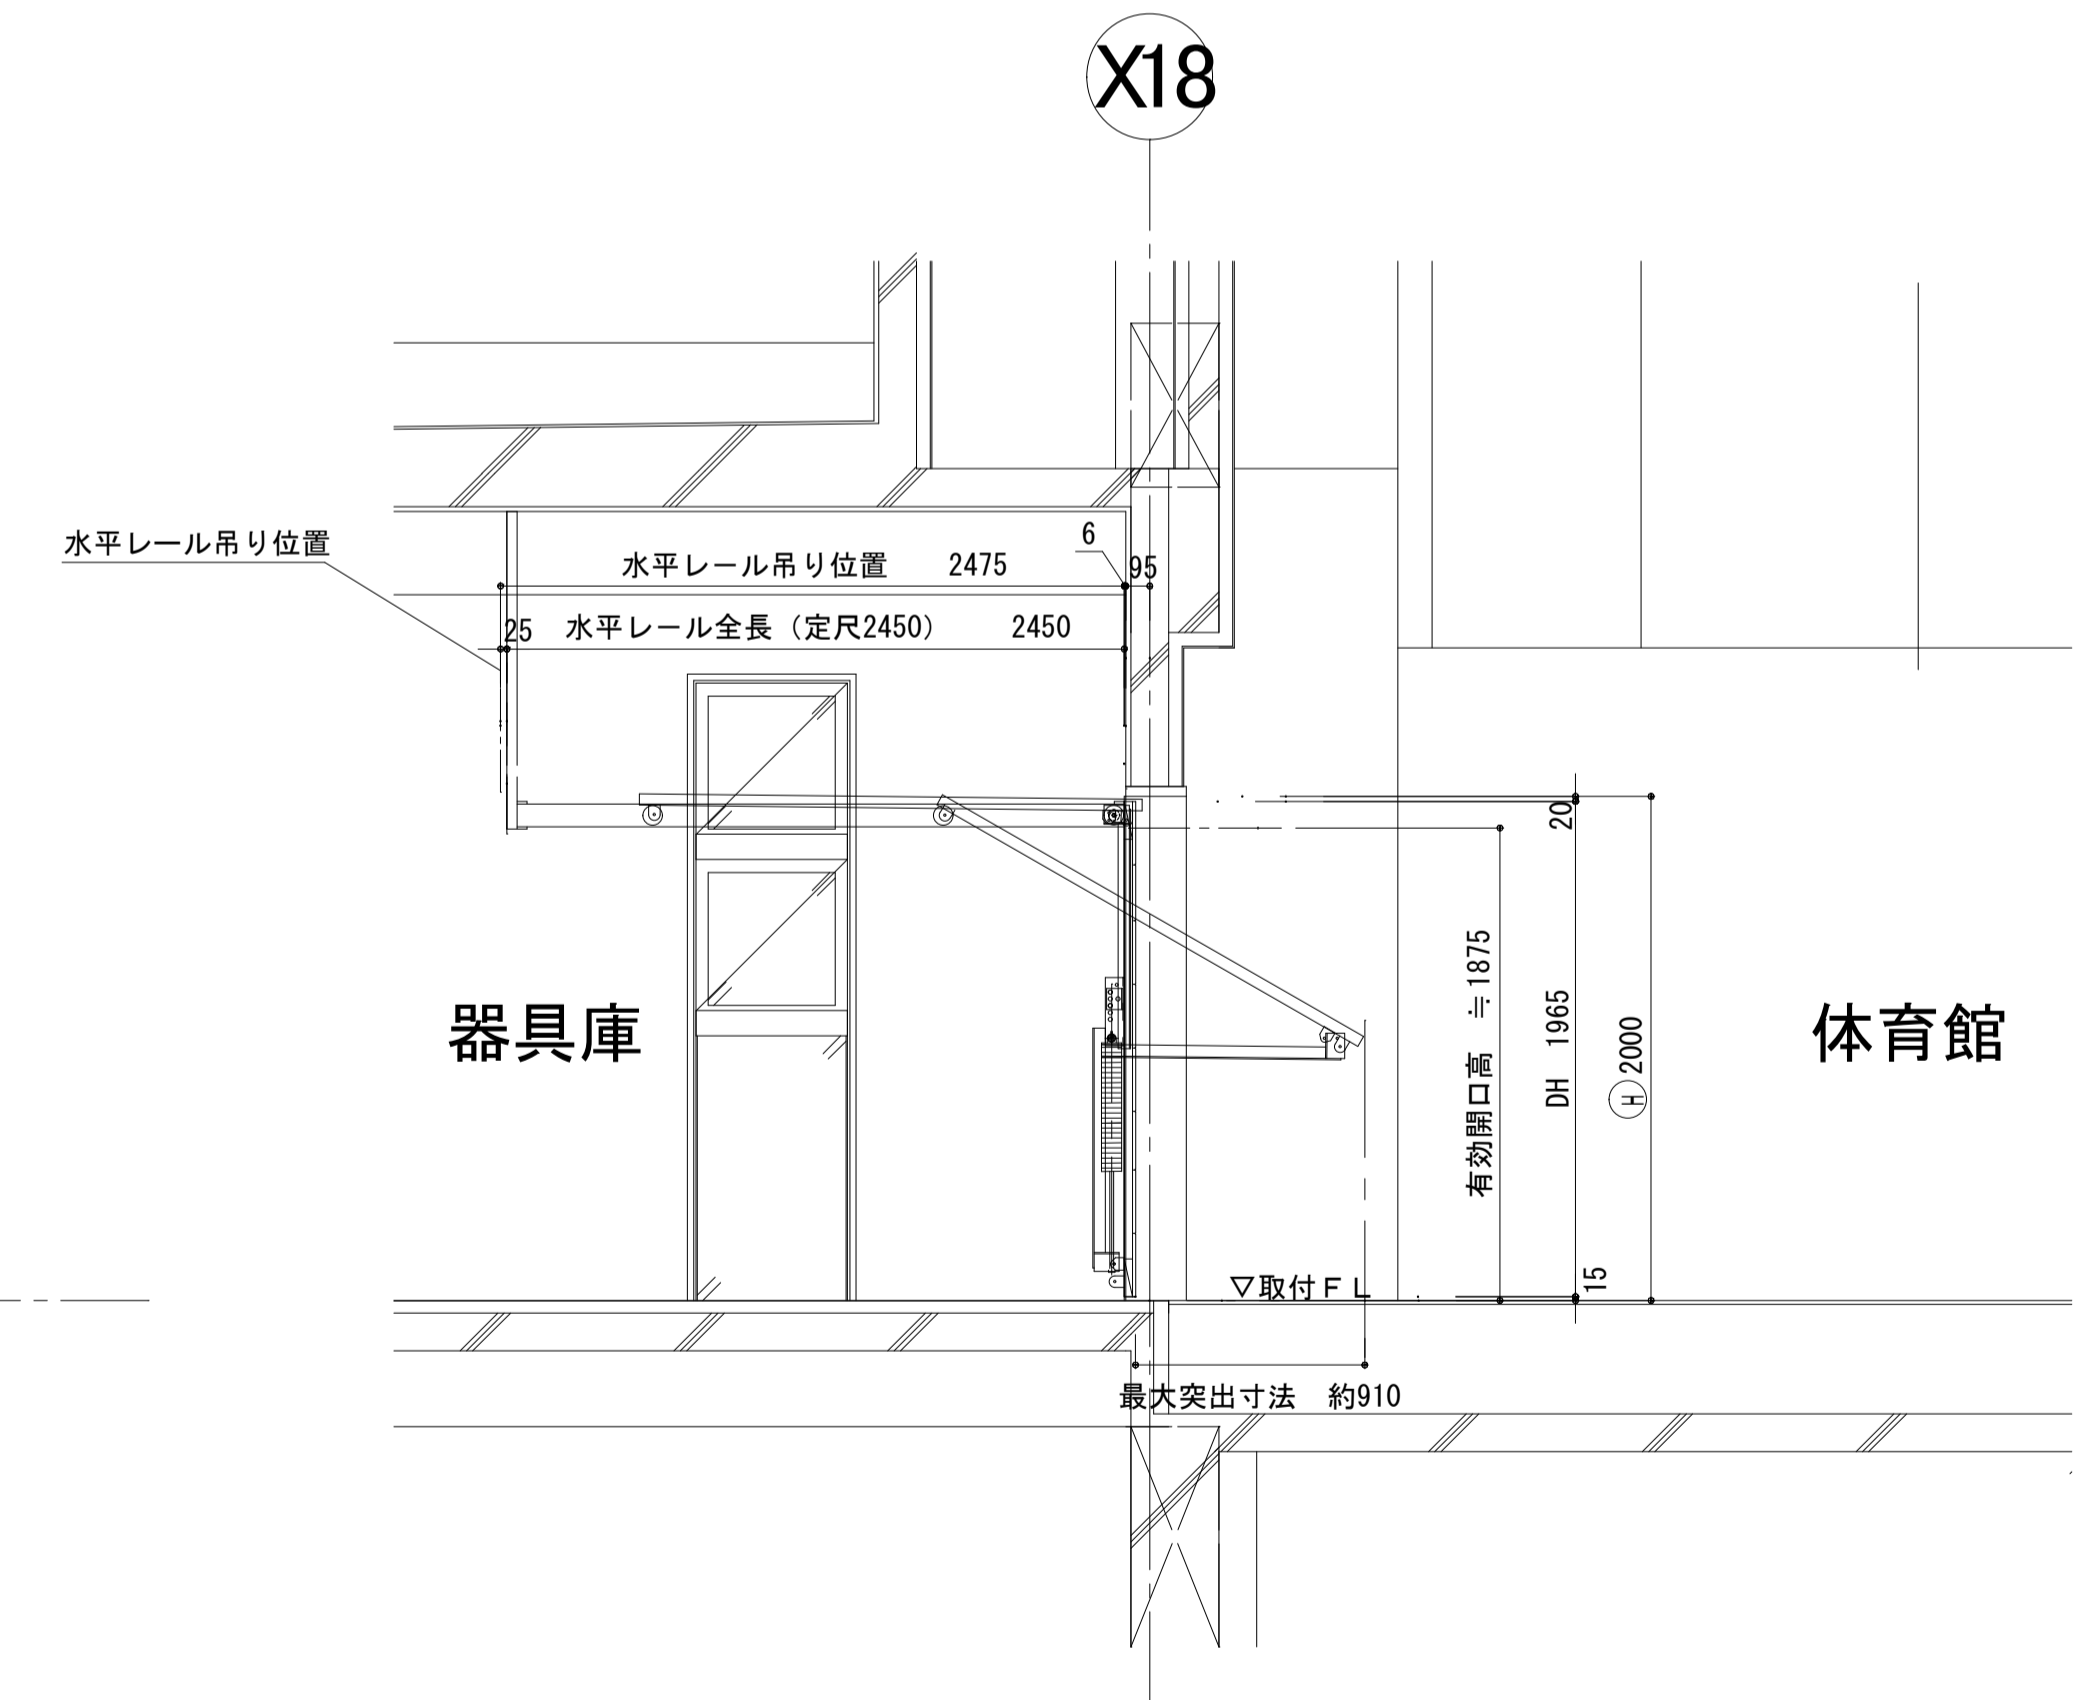 X18
水平レール吊り位置
水平レール吊り位置 2475
6
95
25
水平レール全長（定尺2450） 2450
20
有効開口高 ≒1875
DH 1965
H 2000
器具庫
体育館
15
▽取付ＦＬ
最大突出寸法 約910